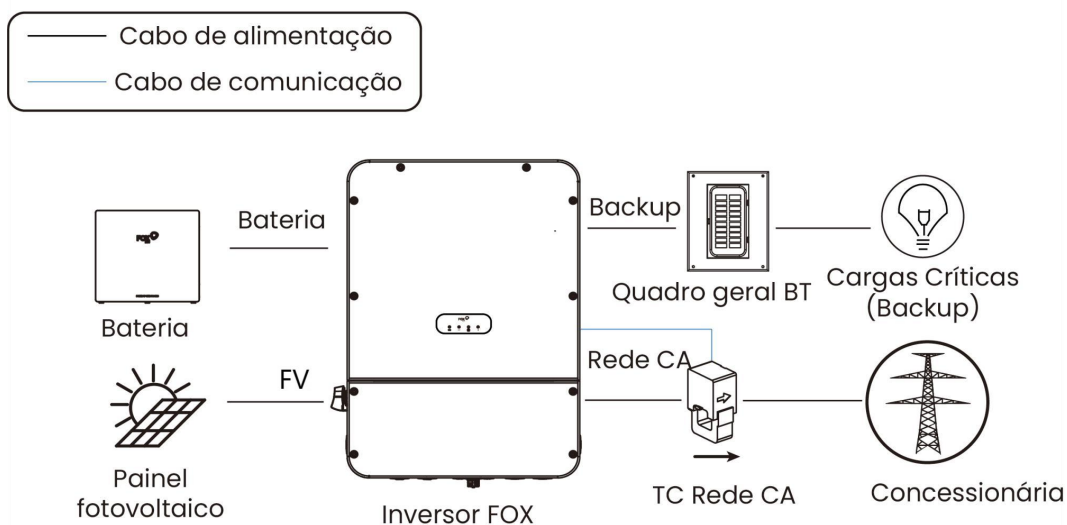 Cabo de alimentação
Cabo de comunicação
Bateria
Backup
FOX
Bateria
Quadro geral BT
Cargas Críticas
(Backup)
FV
Rede CA
Painel
fotovoltaico
Inversor FOX
TC Rede CA
Concessionária